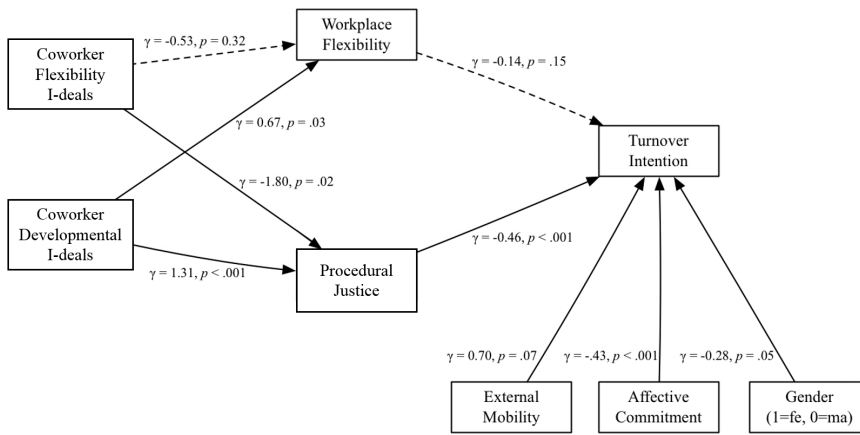 Workplace
Flexibility
Coworker
Flexibility
I-deals
γ = -0.53, p = 0.32
γ = -0.14, p = .15
γ = 0.67, p = .03
Turnover
Intention
γ = -1.80, p = .02
Coworker
Developmental
I-deals
γ = -0.46, p < .001
γ = 1.31, p < .001
Procedural
Justice
γ = 0.70, p = .07
γ = -.43, p < .001
γ = -0.28, p = .05
External
Mobility
Affective
Commitment
Gender
(1=fe, 0=ma)